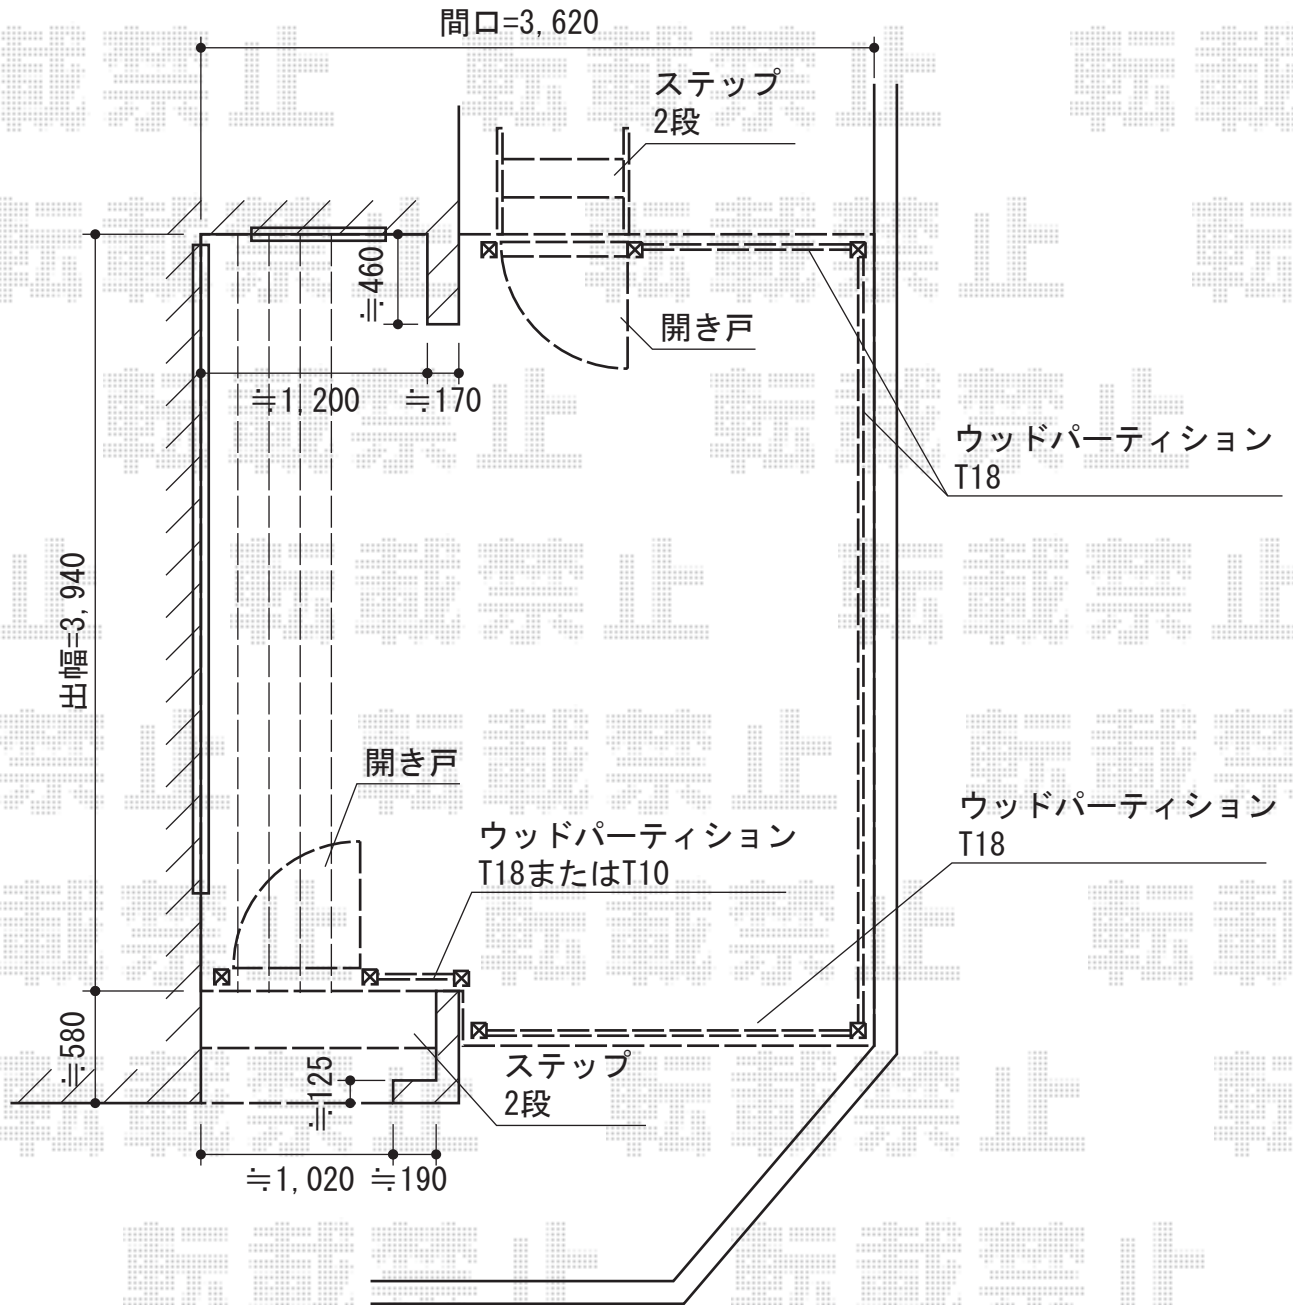 間口=3,620
ステップ
2段
≒460
開き戸
≒1,200
≒170
ウッドパーティション
T18
出幅=3,940
開き戸
ウッドパーティション
T18またはT10
ウッドパーティション
T18
≒580
≒125
ステップ
2段
≒1,020
≒190
転載禁止